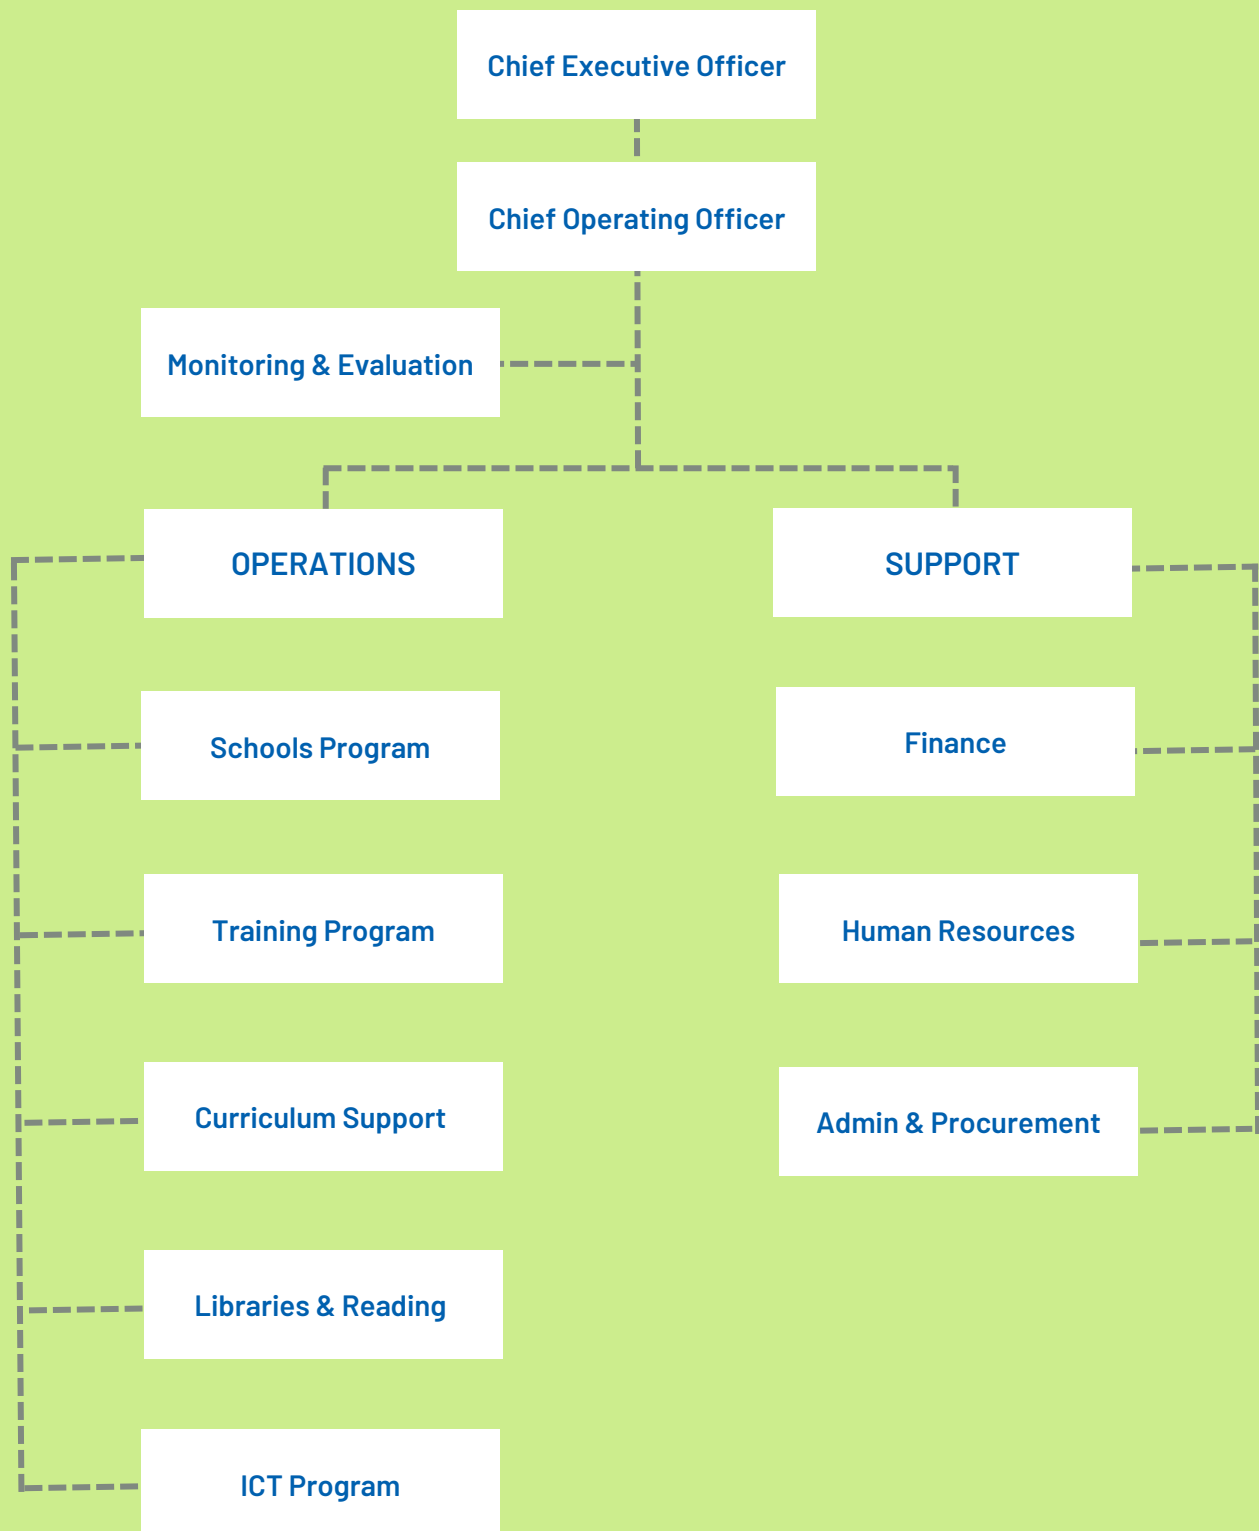 Chief Executive Officer
Chief Operating Officer
Monitoring & Evaluation
OPERATIONS
Schools Program
Training Program
Curriculum Support
Libraries & Reading
ICT Program
SUPPORT
Finance
Human Resources
Admin & Procurement